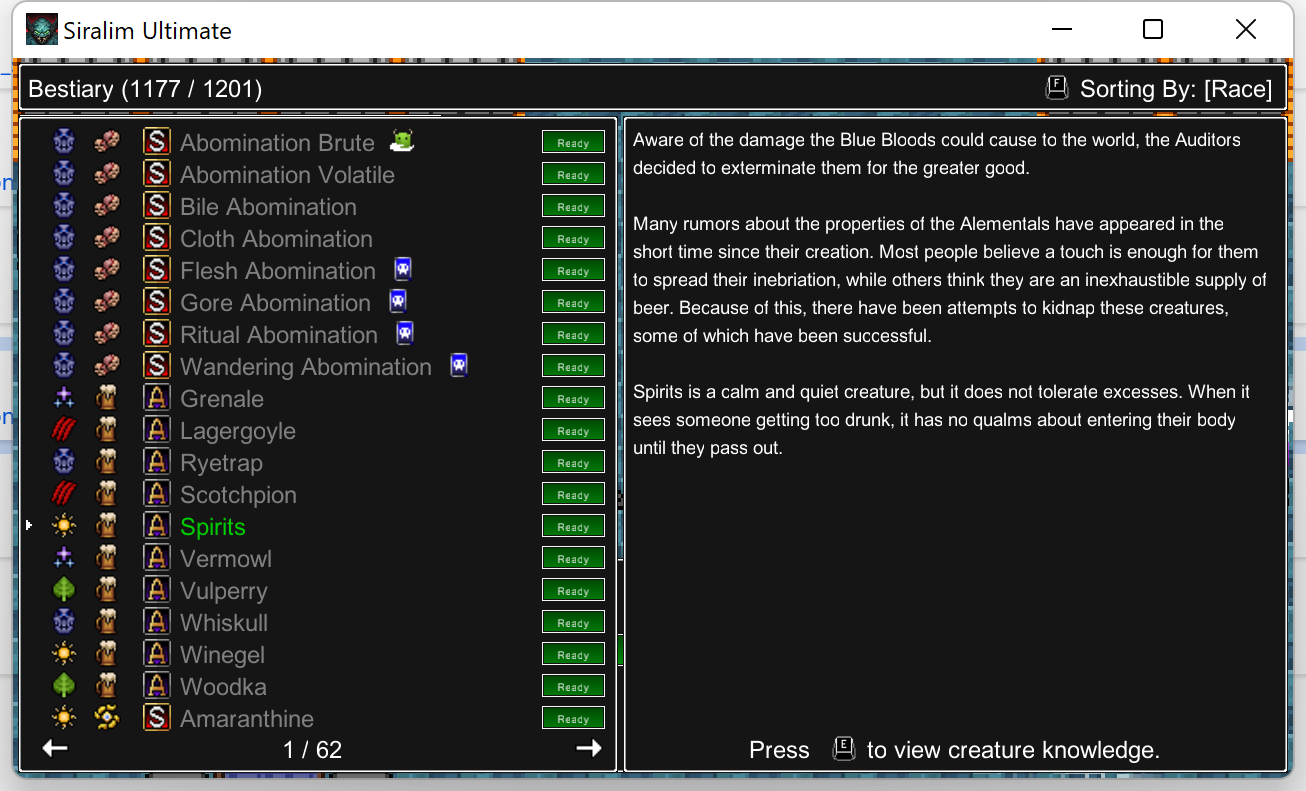 Siralim Ultimate
Bestiary (1177 / 1201)
F Sorting By: [Race]
S Abomination Brute Ready
S Abomination Volatile Ready
S Bile Abomination Ready
S Cloth Abomination Ready
S Flesh Abomination Ready
S Gore Abomination Ready
S Ritual Abomination Ready
S Wandering Abomination Ready
A Grenale Ready
A Lagergoyle Ready
A Ryetrap Ready
A Scotchpion Ready
A Spirits Ready
A Vermowl Ready
A Vulperry Ready
A Whiskull Ready
A Winegel Ready
A Woodka Ready
S Amaranthine Ready
1 / 62
Aware of the damage the Blue Bloods could cause to the world, the Auditors
decided to exterminate them for the greater good.
Many rumors about the properties of the Alementals have appeared in the
short time since their creation. Most people believe a touch is enough for them
to spread their inebriation, while others think they are an inexhaustible supply of
beer. Because of this, there have been attempts to kidnap these creatures,
some of which have been successful.
Spirits is a calm and quiet creature, but it does not tolerate excesses. When it
sees someone getting too drunk, it has no qualms about entering their body
until they pass out.
Press E to view creature knowledge.